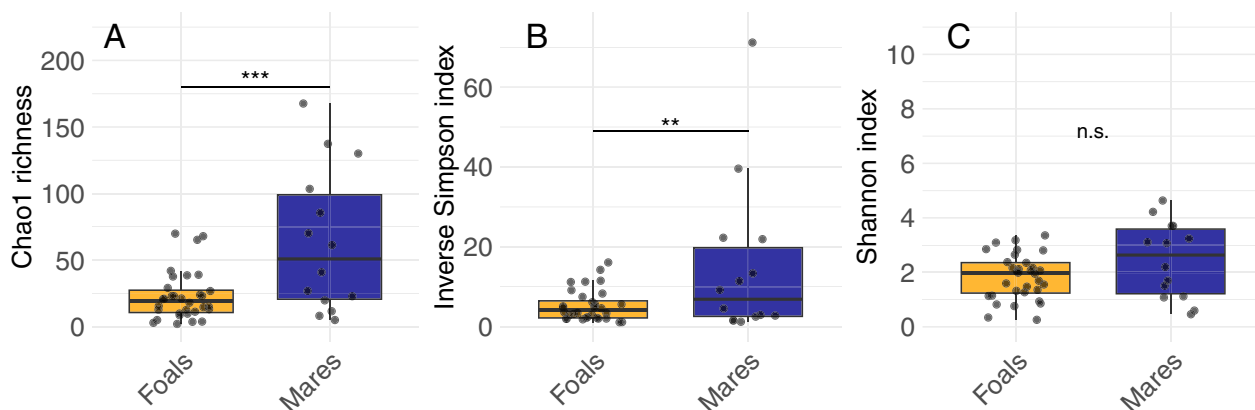 A
Chao1 richness
200
150
100
50
0
***
Foals
Mares
B
Inverse Simpson index
60
40
20
0
**
Foals
Mares
C
Shannon index
10
8
6
4
2
0
n.s.
Foals
Mares